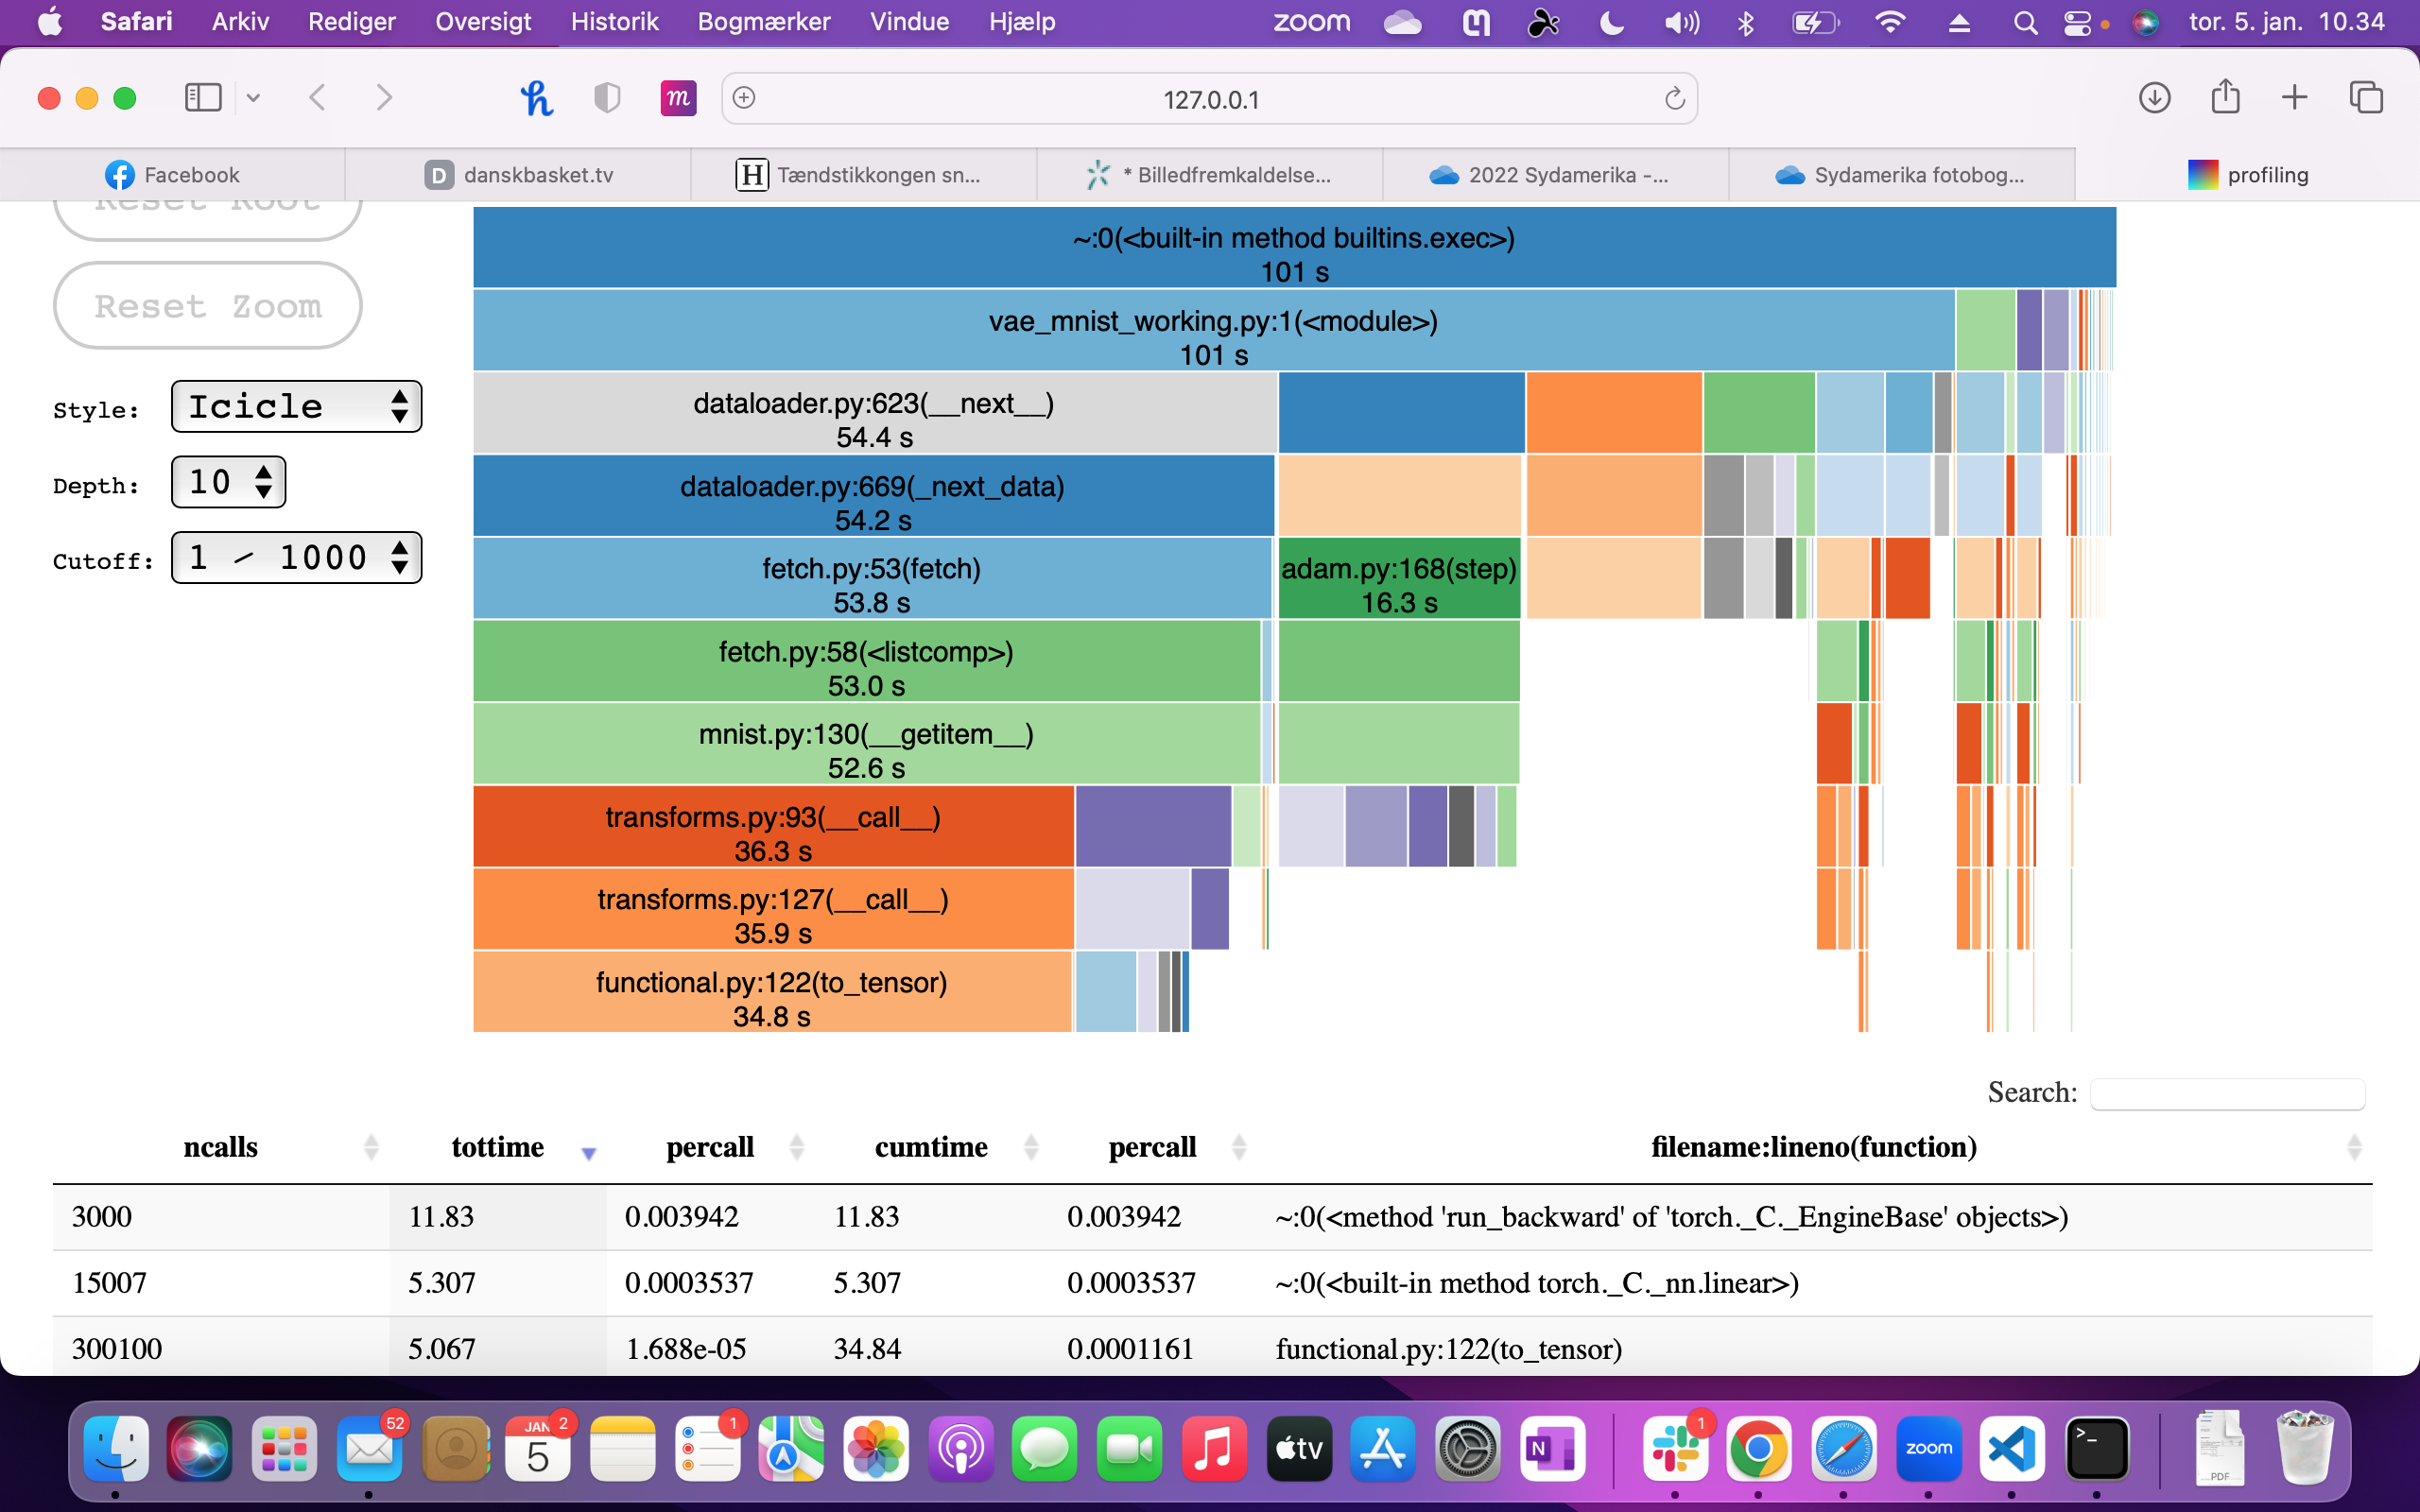 Safari Arkiv Rediger Oversigt Historik Bogmærker Vindue Hjælp zoom tor. 5. jan. 10.34
127.0.0.1
Facebook
D danskbasket.tv
H Tændstikkongen sn...
* Billedfremkaldelse...
2022 Sydamerika -...
Sydamerika fotobog...
profiling
Reset Root
Reset Zoom
Style: Icicle
Depth: 10
Cutoff: 1 / 1000
~:0(<built-in method builtins.exec>)
101 s
vae_mnist_working.py:1(<module>)
101 s
dataloader.py:623(__next__)
54.4 s
dataloader.py:669(_next_data)
54.2 s
fetch.py:53(fetch)
53.8 s
adam.py:168(step)
16.3 s
fetch.py:58(<listcomp>)
53.0 s
mnist.py:130(__getitem__)
52.6 s
transforms.py:93(__call__)
36.3 s
transforms.py:127(__call__)
35.9 s
functional.py:122(to_tensor)
34.8 s
Search:
ncalls tottime percall cumtime percall filename:lineno(function)
3000 11.83 0.003942 11.83 0.003942 ~:0(<method 'run_backward' of 'torch._C._EngineBase' objects>)
15007 5.307 0.0003537 5.307 0.0003537 ~:0(<built-in method torch._C._nn.linear>)
300100 5.067 1.688e-05 34.84 0.0001161 functional.py:122(to_tensor)
52
JAN 2
5
1
tv
N
1
zoom
>_
PDF